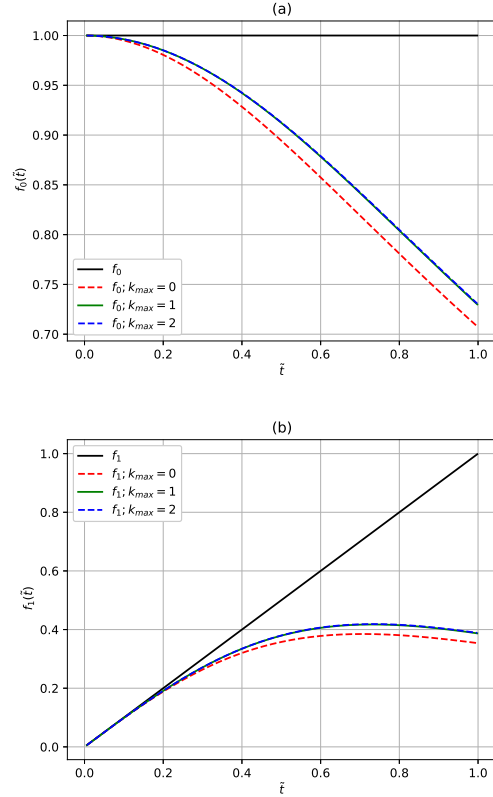 (a)
1.00
0.95
0.90
0.85
0.80
0.75
0.70
f₀(t̃)
f₀
f₀; kₘₐₓ = 0
f₀; kₘₐₓ = 1
f₀; kₘₐₓ = 2
0.0 0.2 0.4 0.6 0.8 1.0
t̃
(b)
1.0
0.8
0.6
0.4
0.2
0.0
f₁(t̃)
f₁
f₁; kₘₐₓ = 0
f₁; kₘₐₓ = 1
f₁; kₘₐₓ = 2
0.0 0.2 0.4 0.6 0.8 1.0
t̃